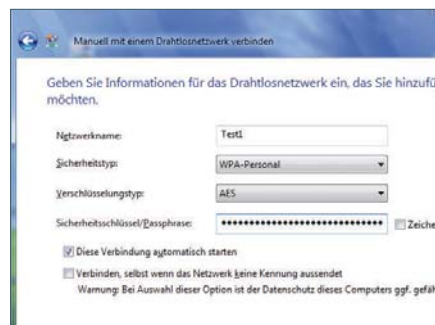 Manuell mit einem Drahtlosnetzwerk verbinden
Geben Sie Informationen für das Drahtlosnetzwerk ein, das Sie hinzufü
möchten.
Netzwerkname: Test1
Sicherheitstyp: WPA-Personal
Verschlüsselungstyp: AES
Sicherheitsschlüssel/Passphrase: •••••••••••••••••••••••••••••• Zeiche
Diese Verbindung automatisch starten
Verbinden, selbst wenn das Netzwerk keine Kennung aussendet
Warnung: Bei Auswahl dieser Option ist der Datenschutz dieses Computers ggf. gefäh